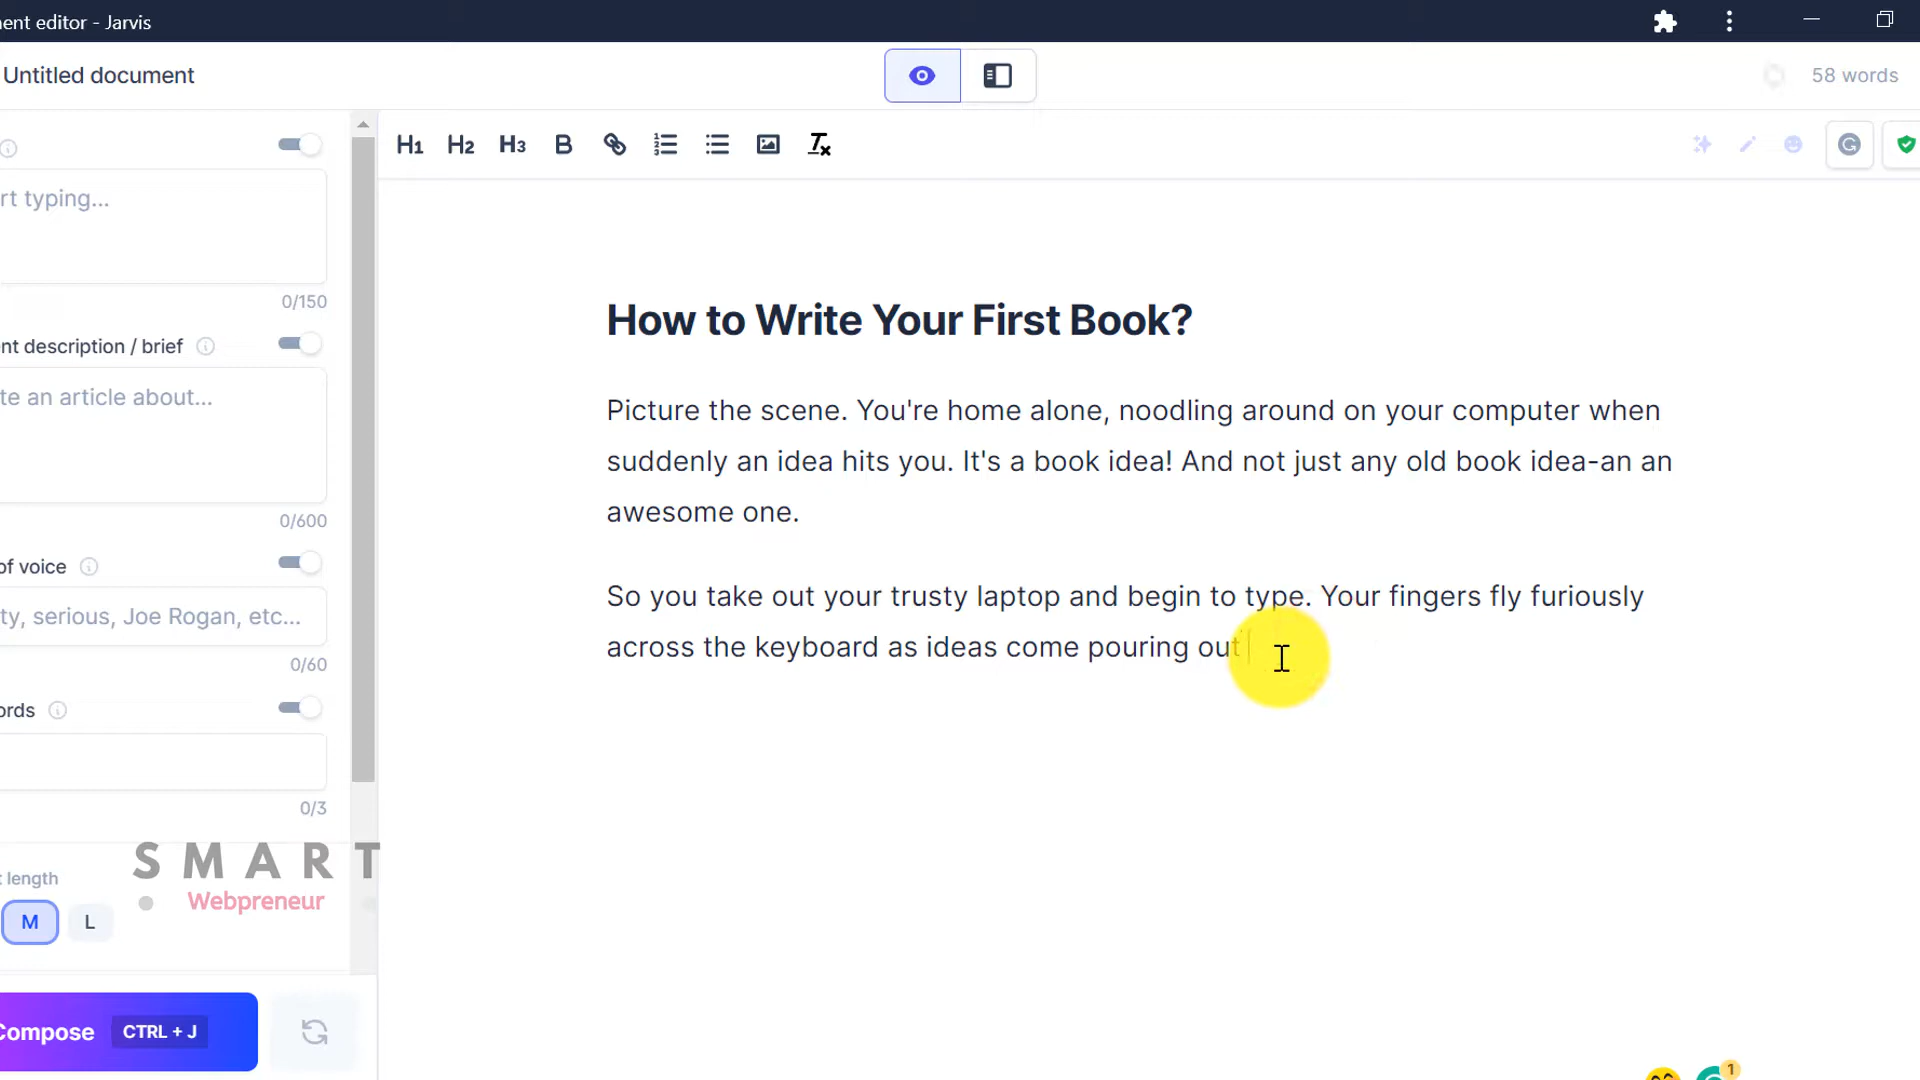 ent editor - Jarvis
Untitled document
58 words
H1 H2 H3 B
rt typing...
0/150
nt description / brief
te an article about...
0/600
of voice
ty, serious, Joe Rogan, etc...
0/60
ords
0/3
t length
M L
Compose CTRL + J
How to Write Your First Book?
Picture the scene. You're home alone, noodling around on your computer when
suddenly an idea hits you. It's a book idea! And not just any old book idea-an an
awesome one.
So you take out your trusty laptop and begin to type. Your fingers fly furiously
across the keyboard as ideas come pouring out
SMART
Webpreneur
1